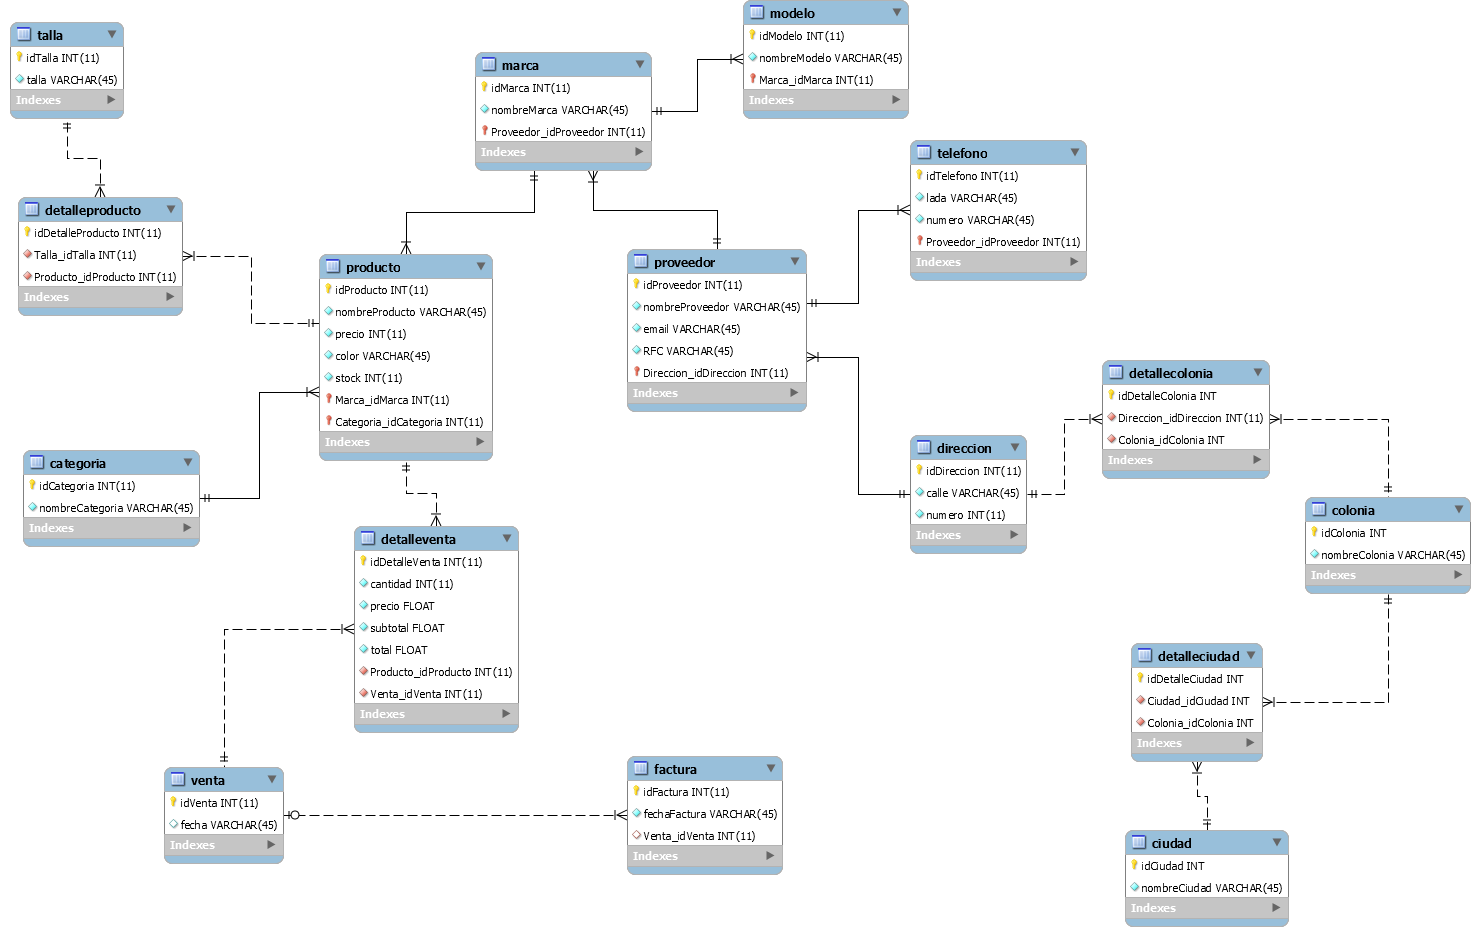 talla
idTalla INT(11)
talla VARCHAR(45)
Indexes
marca
idMarca INT(11)
nombreMarca VARCHAR(45)
Proveedor_idProveedor INT(11)
Indexes
modelo
idModelo INT(11)
nombreModelo VARCHAR(45)
Marca_idMarca INT(11)
Indexes
telefono
idTelefono INT(11)
lada VARCHAR(45)
numero VARCHAR(45)
Proveedor_idProveedor INT(11)
Indexes
detalleproducto
idDetalleProducto INT(11)
Talla_idTalla INT(11)
Producto_idProducto INT(11)
Indexes
producto
idProducto INT(11)
nombreProducto VARCHAR(45)
precio INT(11)
color VARCHAR(45)
stock INT(11)
Marca_idMarca INT(11)
Categoria_idCategoria INT(11)
Indexes
proveedor
idProveedor INT(11)
nombreProveedor VARCHAR(45)
email VARCHAR(45)
RFC VARCHAR(45)
Direccion_idDireccion INT(11)
Indexes
detallecolonia
idDetalleColonia INT
Direccion_idDireccion INT(11)
Colonia_idColonia INT
Indexes
categoria
idCategoria INT(11)
nombreCategoria VARCHAR(45)
Indexes
direccion
idDireccion INT(11)
calle VARCHAR(45)
numero INT(11)
Indexes
colonia
idColonia INT
nombreColonia VARCHAR(45)
Indexes
detalleventa
idDetalleVenta INT(11)
cantidad INT(11)
precio FLOAT
subtotal FLOAT
total FLOAT
Producto_idProducto INT(11)
Venta_idVenta INT(11)
Indexes
detalleciudad
idDetalleCiudad INT
Ciudad_idCiudad INT
Colonia_idColonia INT
Indexes
venta
idVenta INT(11)
fecha VARCHAR(45)
Indexes
factura
idFactura INT(11)
fechaFactura VARCHAR(45)
Venta_idVenta INT(11)
Indexes
ciudad
idCiudad INT
nombreCiudad VARCHAR(45)
Indexes